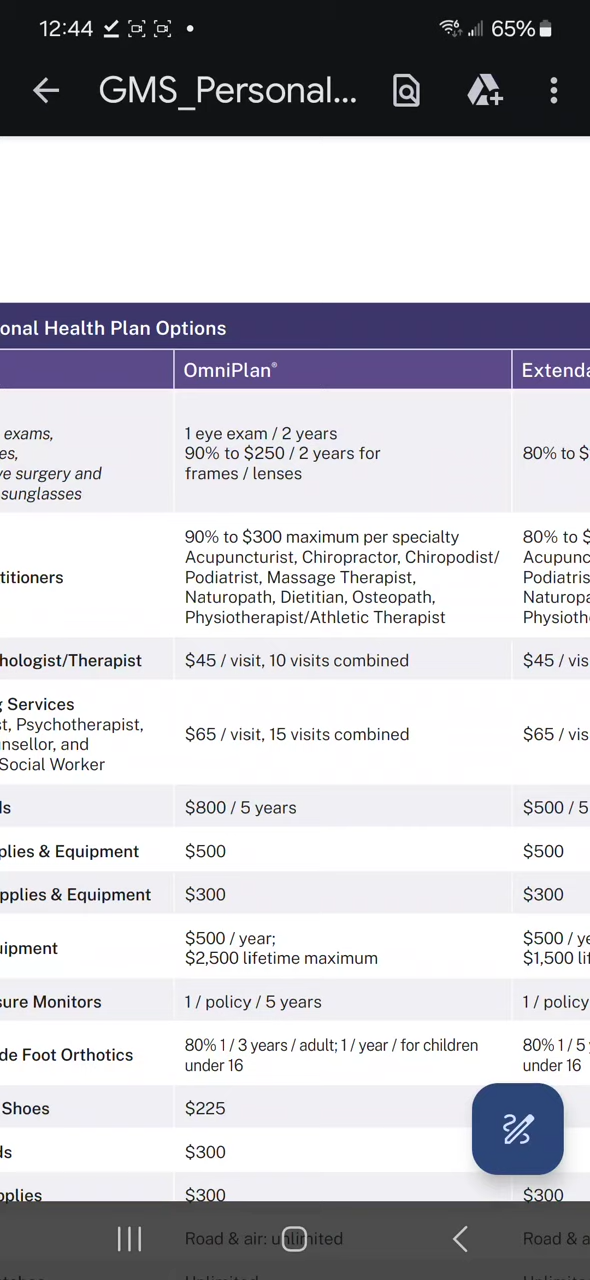 12:44
65%
GMS_Personal...
onal Health Plan Options
OmniPlan®
Extenda
exams,
es,
ve surgery and
sunglasses
1 eye exam / 2 years
90% to $250 / 2 years for
frames / lenses
80% to $
titioners
90% to $300 maximum per specialty
Acupuncturist, Chiropractor, Chiropodist/
Podiatrist, Massage Therapist,
Naturopath, Dietitian, Osteopath,
Physiotherapist/Athletic Therapist
80% to $
Acupunc
Podiatris
Naturopa
Physioth
hologist/Therapist
$45 / visit, 10 visits combined
$45 / vis
g Services
st, Psychotherapist,
unsellor, and
Social Worker
$65 / visit, 15 visits combined
$65 / vis
ds
$800 / 5 years
$500 / 5
plies & Equipment
$500
$500
upplies & Equipment
$300
$300
uipment
$500 / year;
$2,500 lifetime maximum
$500 / ye
$1,500 lif
sure Monitors
1 / policy / 5 years
1 / policy
de Foot Orthotics
80% 1 / 3 years / adult; 1 / year / for children
under 16
80% 1 / 5
under 16
Shoes
$225
ds
$300
pplies
$300
$300
Road & air: unlimited
Road & a